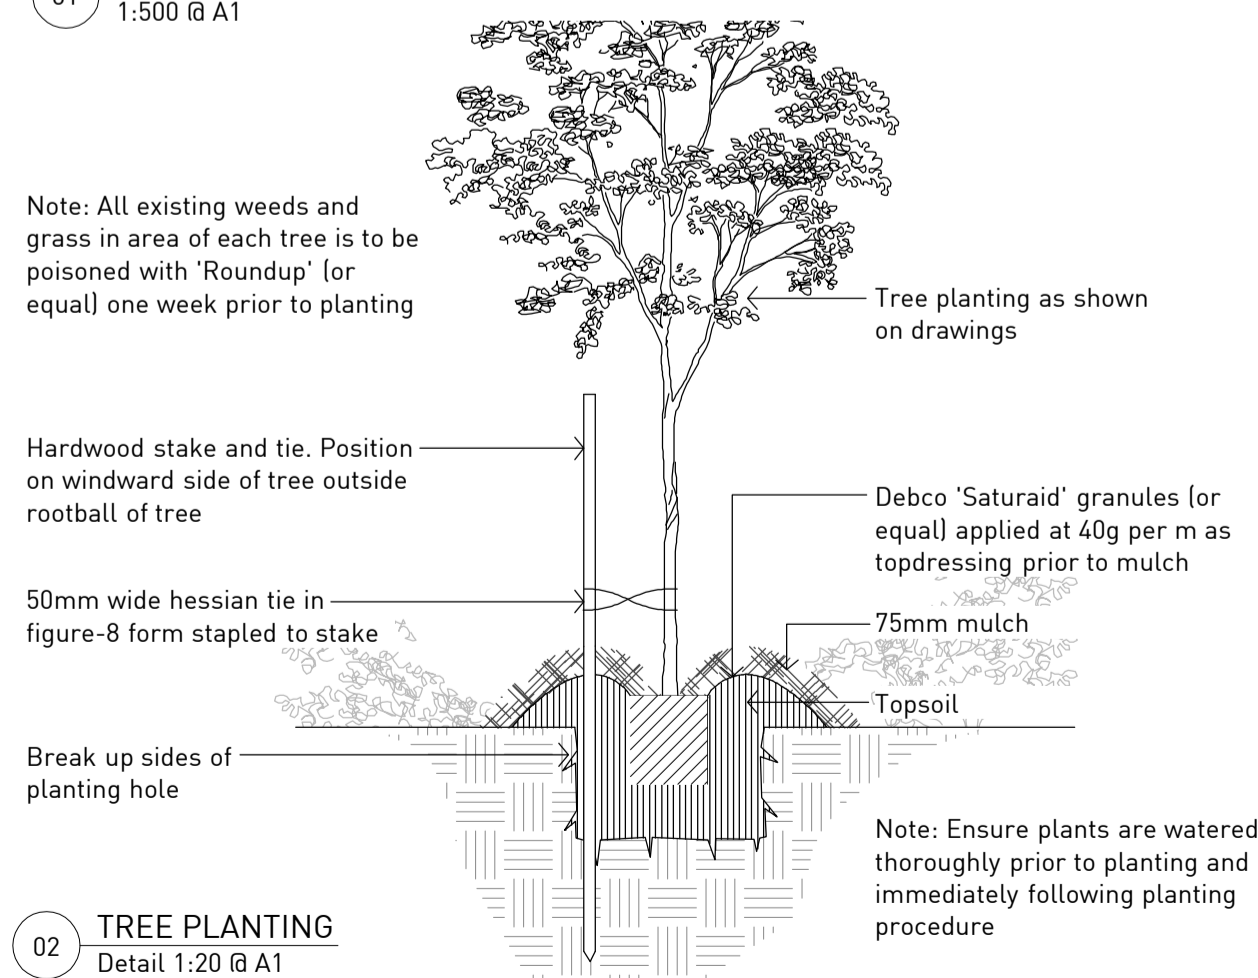 1:500 @ A1
Note: All existing weeds and
grass in area of each tree is to be
poisoned with 'Roundup' (or
equal) one week prior to planting
Tree planting as shown
on drawings
Hardwood stake and tie. Position
on windward side of tree outside
rootball of tree
Debco 'Saturaid' granules (or
equal) applied at 40g per m as
topdressing prior to mulch
50mm wide hessian tie in
figure-8 form stapled to stake
75mm mulch
Topsoil
Break up sides of
planting hole
Note: Ensure plants are watered
thoroughly prior to planting and
immediately following planting
procedure
02
TREE PLANTING
Detail 1:20 @ A1